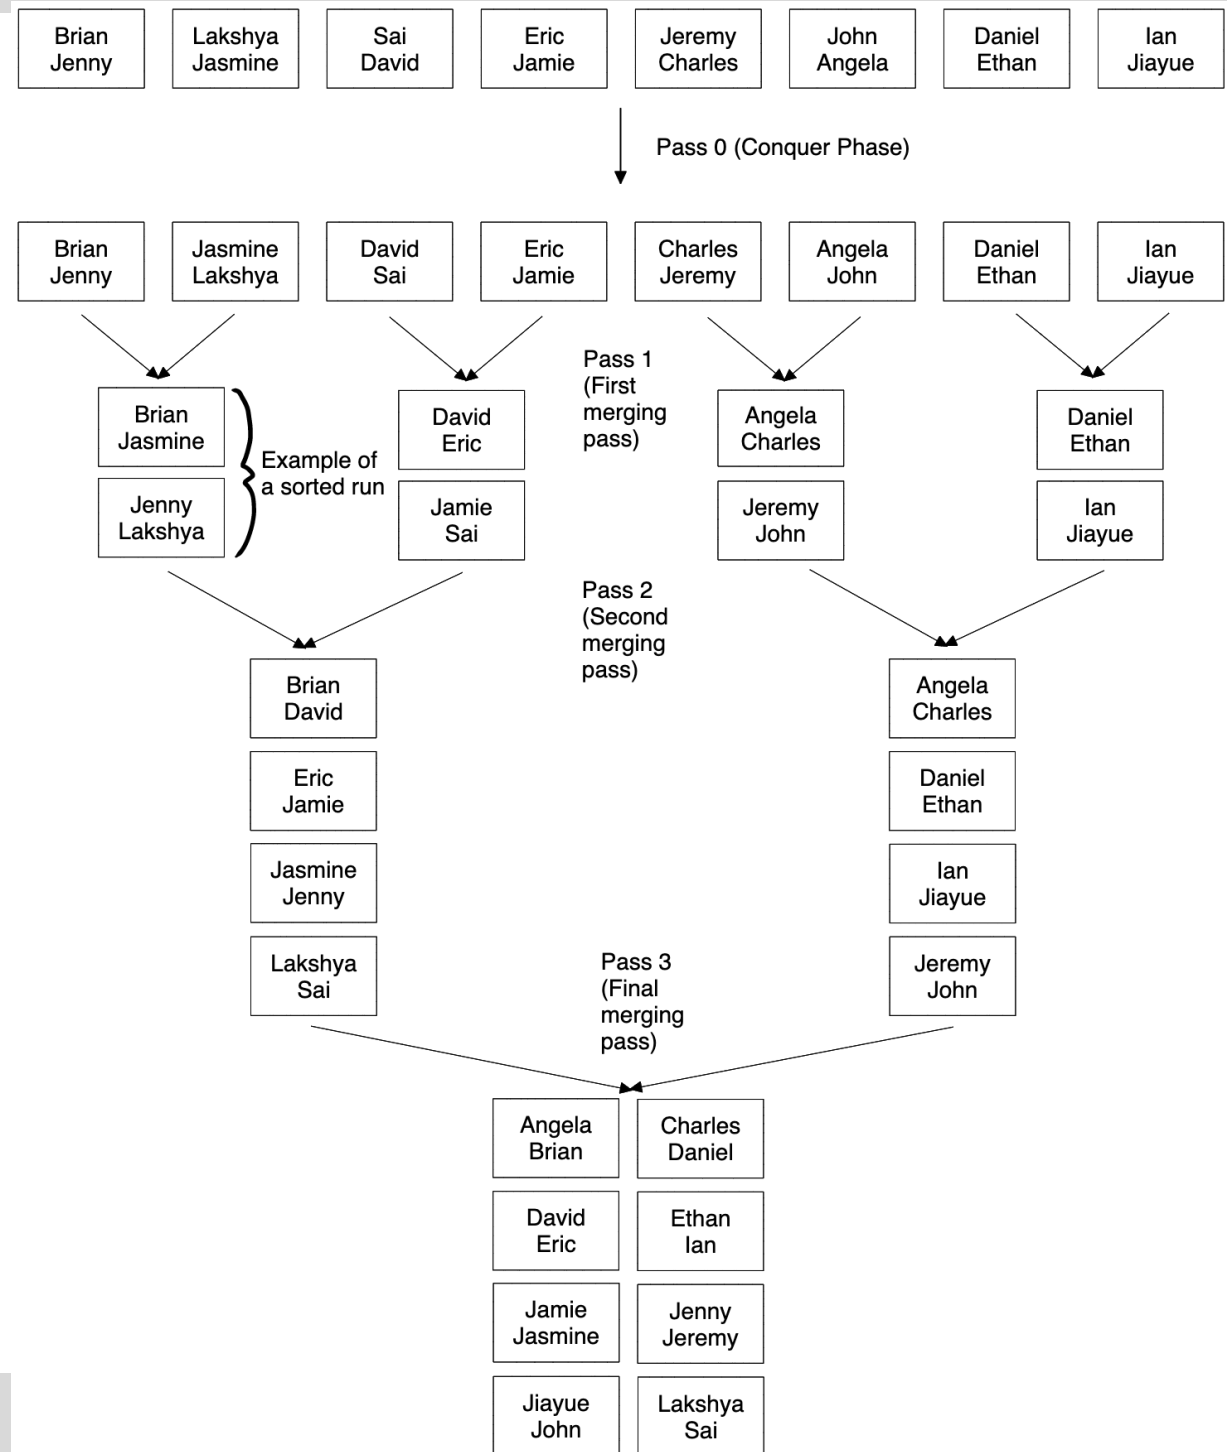 Brian
Jenny
Lakshya
Jasmine
Sai
David
Eric
Jamie
Jeremy
Charles
John
Angela
Daniel
Ethan
Ian
Jiayue
Pass 0 (Conquer Phase)
Brian
Jenny
Jasmine
Lakshya
David
Sai
Eric
Jamie
Charles
Jeremy
Angela
John
Daniel
Ethan
Ian
Jiayue
Pass 1
(First
merging
pass)
Brian
Jasmine
Jenny
Lakshya
Example of
a sorted run
David
Eric
Jamie
Sai
Angela
Charles
Jeremy
John
Daniel
Ethan
Ian
Jiayue
Pass 2
(Second
merging
pass)
Brian
David
Eric
Jamie
Jasmine
Jenny
Lakshya
Sai
Angela
Charles
Daniel
Ethan
Ian
Jiayue
Jeremy
John
Pass 3
(Final
merging
pass)
Angela
Brian
Charles
Daniel
David
Eric
Ethan
Ian
Jamie
Jasmine
Jenny
Jeremy
Jiayue
John
Lakshya
Sai